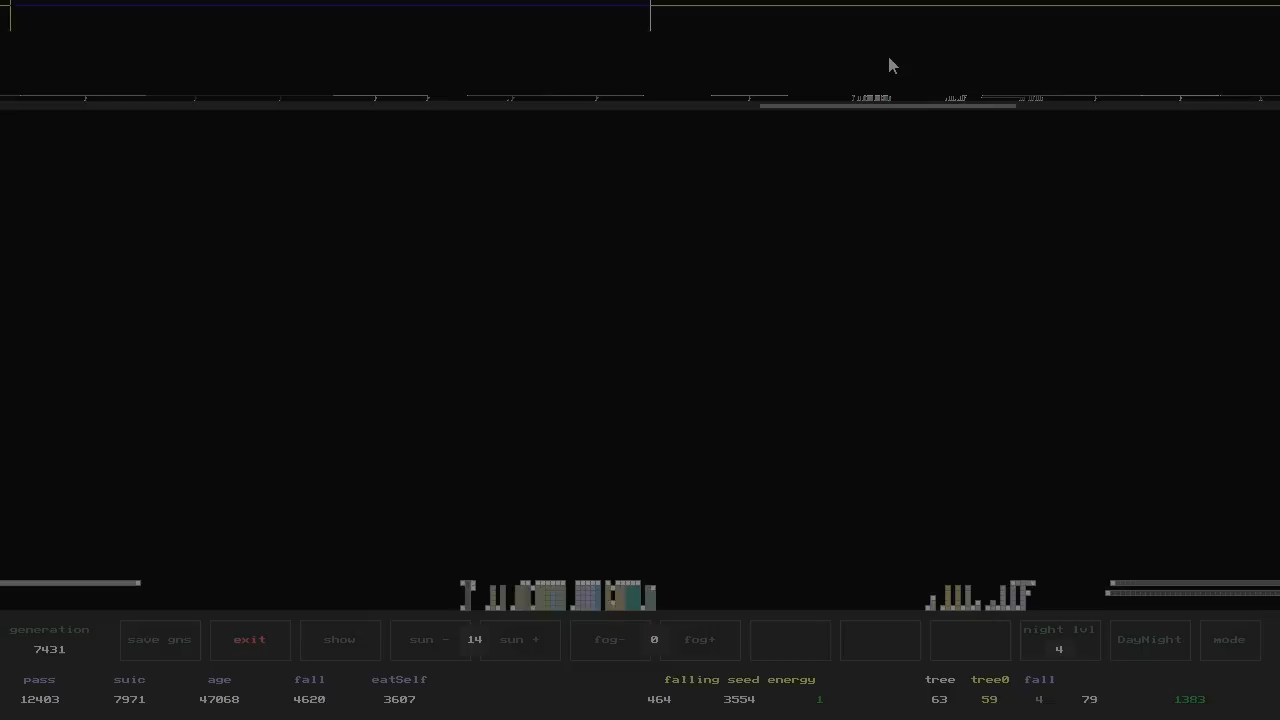 generation
7431
save gns
exit
show
sun - 14 sun +
fog- 0 fog+
night lvl
4
DayNight
mode
pass suic age fall eatSelf falling seed energy tree tree0 fall
12403 7971 47068 4620 3607 464 3554 1 63 59 4 79 1383